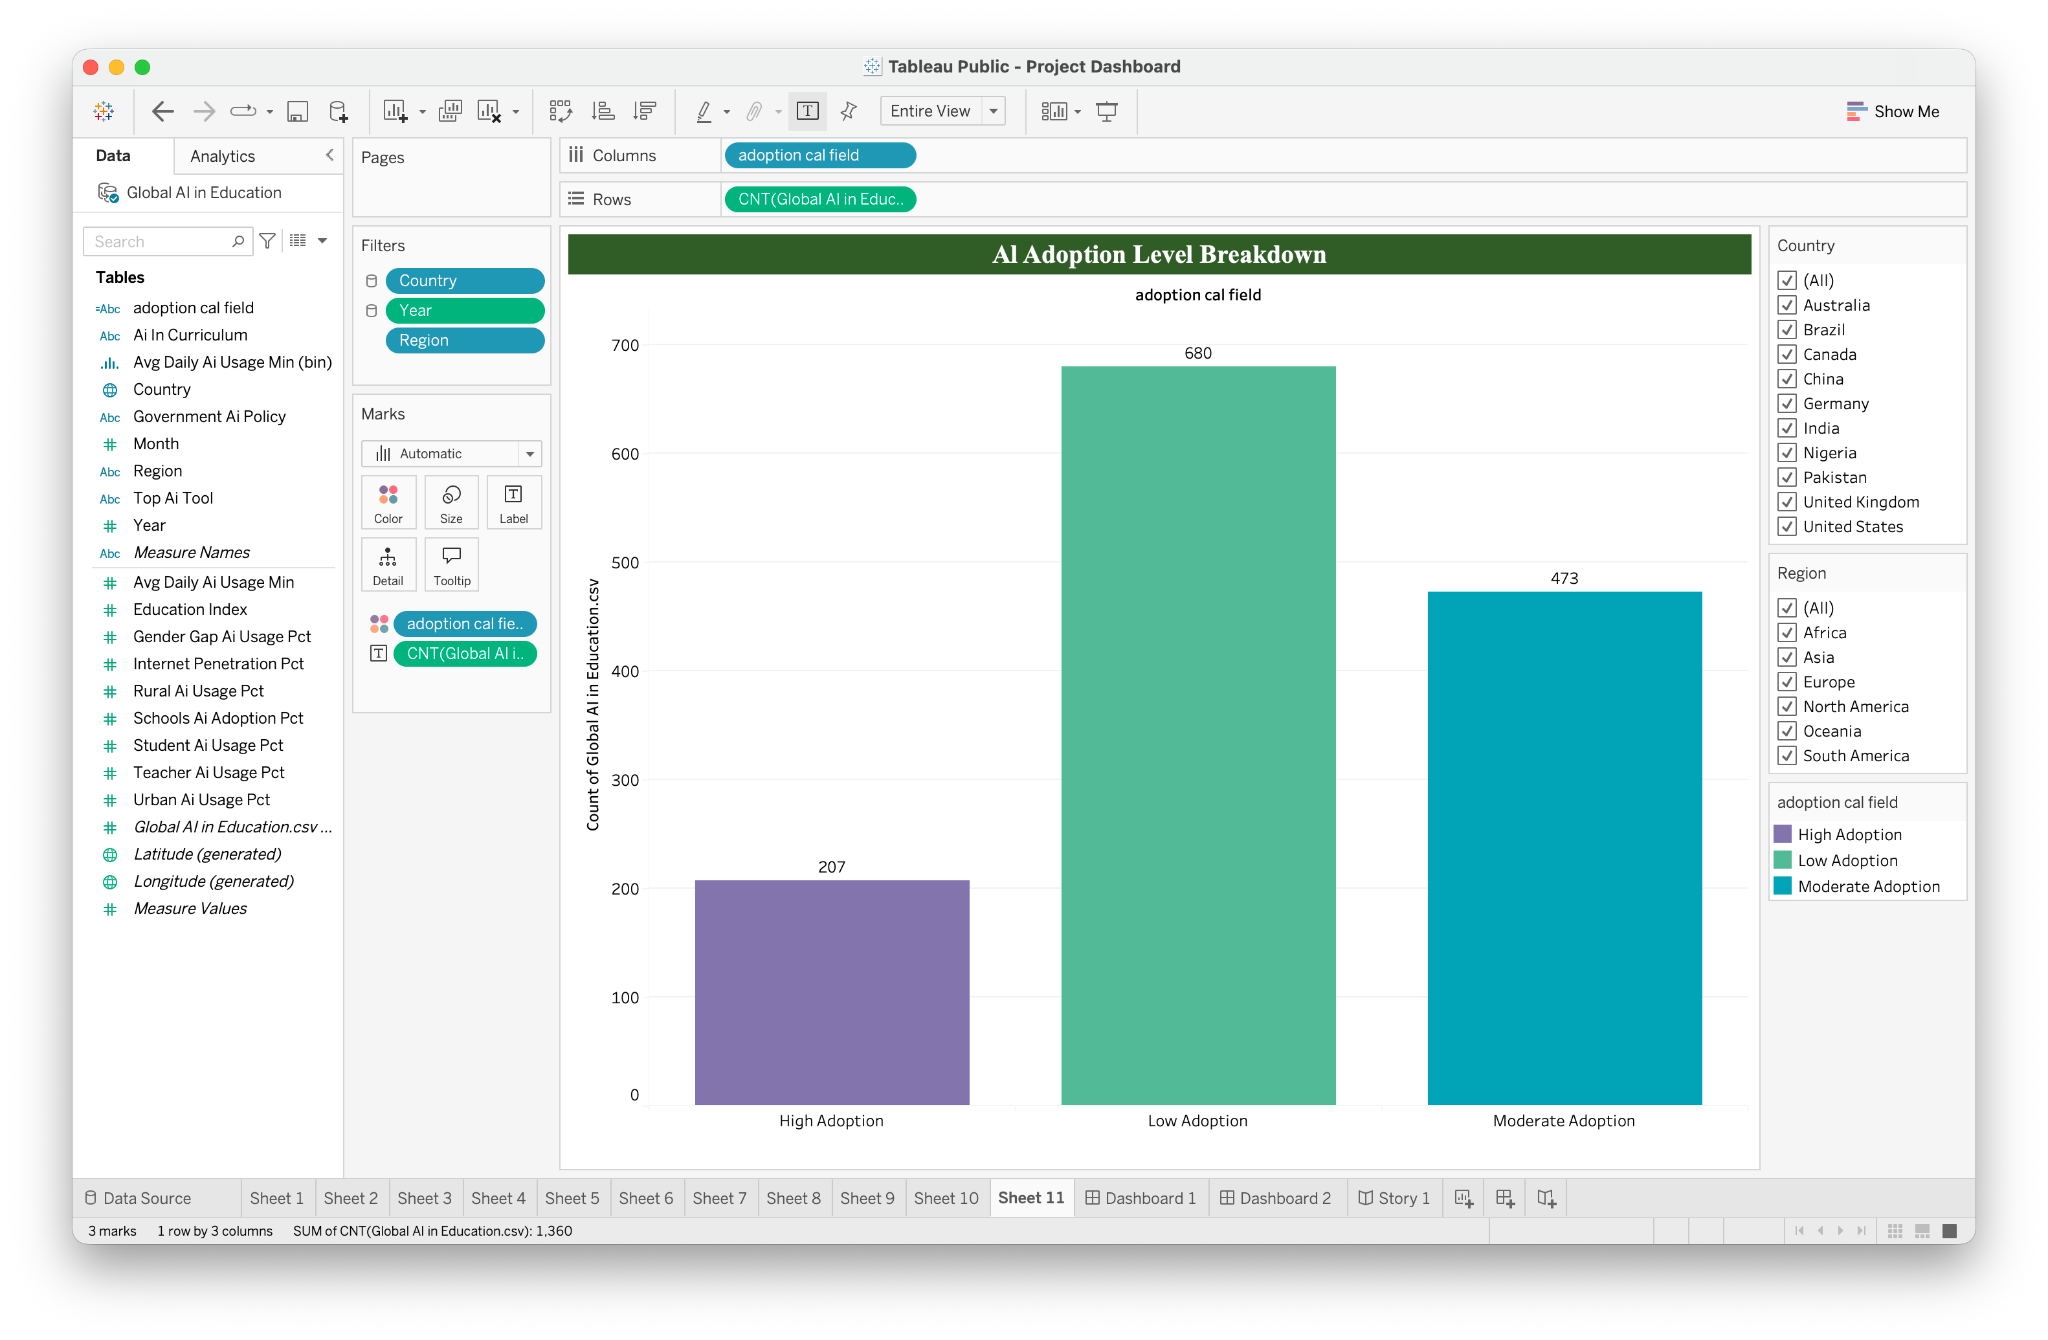 Tableau Public - Project Dashboard
Entire View
Show Me
Data
Analytics
Global AI in Education
Search
Tables
=Abc adoption cal field
Abc Ai In Curriculum
Avg Daily Ai Usage Min (bin)
Country
Abc Government Ai Policy
Month
Abc Region
Abc Top Ai Tool
Year
Abc Measure Names
Avg Daily Ai Usage Min
Education Index
Gender Gap Ai Usage Pct
Internet Penetration Pct
Rural Ai Usage Pct
Schools Ai Adoption Pct
Student Ai Usage Pct
Teacher Ai Usage Pct
Urban Ai Usage Pct
Global AI in Education.csv ...
Latitude (generated)
Longitude (generated)
Measure Values
Pages
Filters
Country
Year
Region
Marks
Automatic
Color Size Label
Detail Tooltip
adoption cal fie..
CNT(Global AI i..
Columns adoption cal field
Rows CNT(Global AI in Educ..
AI Adoption Level Breakdown
adoption cal field
Count of Global AI in Education.csv
700
600
500
400
300
200
100
0
207
680
473
High Adoption Low Adoption Moderate Adoption
Country
(All)
Australia
Brazil
Canada
China
Germany
India
Nigeria
Pakistan
United Kingdom
United States
Region
(All)
Africa
Asia
Europe
North America
Oceania
South America
adoption cal field
High Adoption
Low Adoption
Moderate Adoption
Data Source Sheet 1 Sheet 2 Sheet 3 Sheet 4 Sheet 5 Sheet 6 Sheet 7 Sheet 8 Sheet 9 Sheet 10 Sheet 11 Dashboard 1 Dashboard 2 Story 1
3 marks 1 row by 3 columns SUM of CNT(Global AI in Education.csv): 1,360